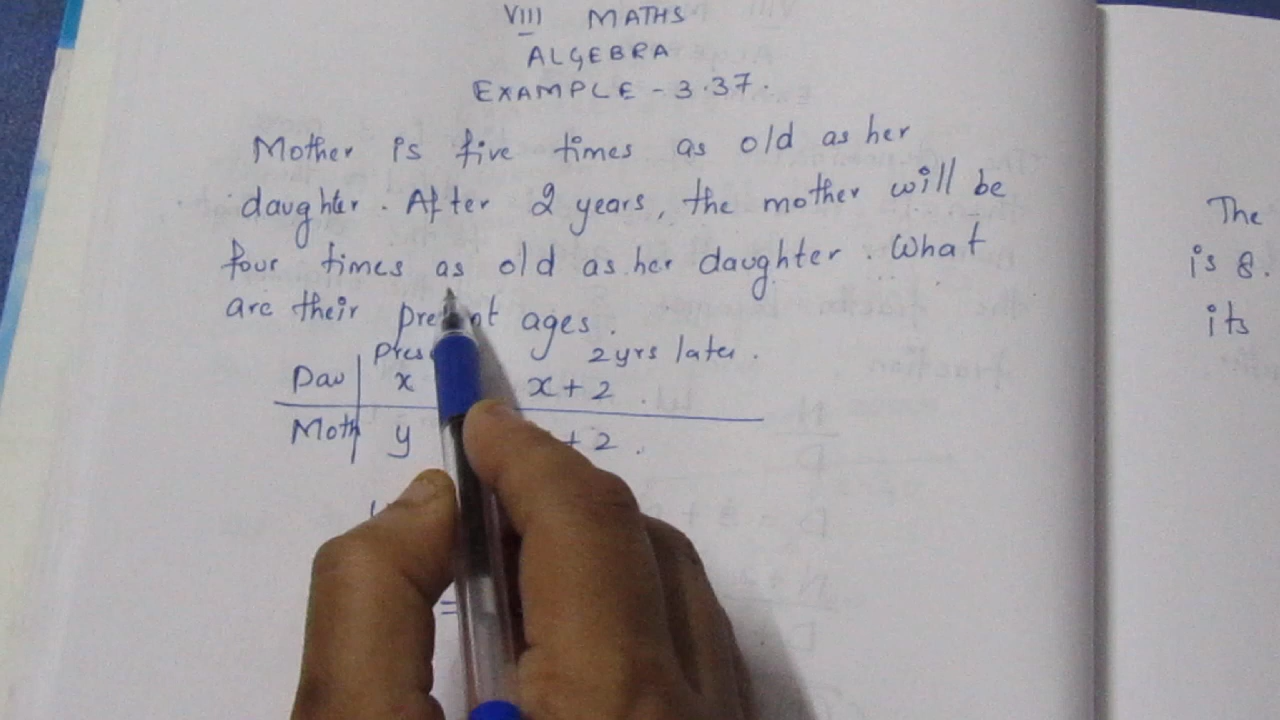 VIII MATHS
ALGEBRA
EXAMPLE - 3.37.
Mother is five times as old as her
daughter. After 2 years, the mother will be
four times as old as her daughter. What
are their ages.
2 yrs later.
Dau x x + 2.
Moth y + 2.
=
The
is 8.
its